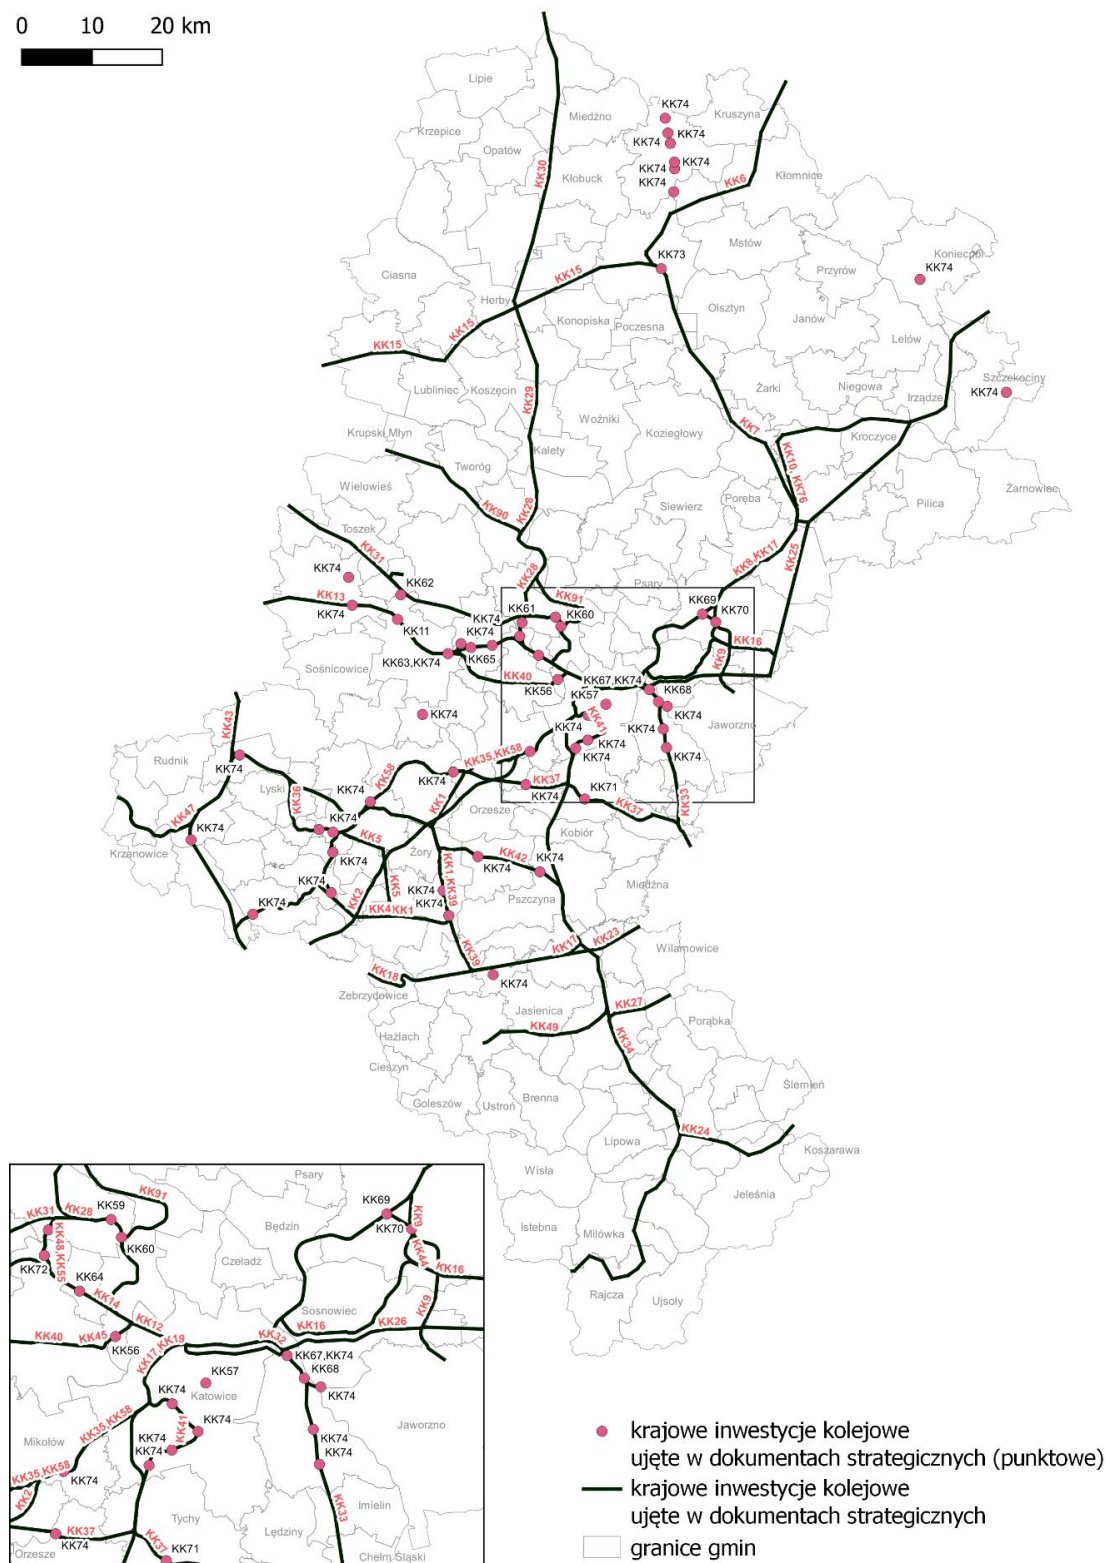 0 10 20 km
Lipie
Miedźno
KK74
Kruszyna
Krzepice
KK74
KK74
Opatów
KK74
KK74
KK30
Kłobuck
KK74
KK6
Kłomnice
Mstów
Koniecpol
KK73
KK74
Przyrów
Ciasna
KK15
Herby
Olsztyn
Janów
Konopiska
Poczesna
KK15
Lelów
KK15
Szczekociny
Lubliniec
Koszęcin
KK29
Żarki
Niegowa
Irządze
KK74
Woźniki
Krupski Młyn
Koziegłowy
KK7
Kroczyce
Kalety
Tworóg
KK10, KK76
Wielowieś
Poręba
Żarnowiec
KK90
KK28
Siewierz
Pilica
Toszek
KK31
KK8,KK17
KK25
KK74
KK28
Psary
KK62
KK91
KK13
KK74
KK61
KK60
KK69
KK70
KK74
KK11
KK74
KK16
KK63,KK74
KK65
KK9
Sośnicowice
KK40
KK56
KK67,KK74
KK57
KK68
KK74
KK74
KK43
KK41
KK74
Jaworzno
KK74
KK74
KK35,KK58
KK74
KK74
Rudnik
KK74
KK58
KK74
KK37
KK74
KK71
Łyski
KK36
KK74
KK1
Orzesze
KK37
KK33
KK47
KK74
KK74
Kobiór
Krzanowice
KK5
Żory
KK42
KK74
KK74
KK74
KK1,KK39
Miedźna
KK74
KK5
KK74
KK2
Pszczyna
KK74
KK4
KK1
KK74
KK39
KK17
KK23
Wilamowice
KK18
KK74
Zebrzydowice
Jasienica
KK27
Porąbka
KK49
Hażlach
KK34
Cieszyn
Ślemień
Goleszów
Ustroń
Brenna
KK24
Lipowa
Koszarawa
Wisła
Jeleśnia
Istebna
Milówka
Rajcza
Ujsoły
Psary
KK91
KK31
KK28
KK59
KK69
Będzin
KK9
KK70
KK60
KK48,KK55
KK44
Czeladź
KK72
KK64
KK16
KK14
Sosnowiec
KK9
KK12
KK16
KK26
KK40
KK45
KK32
KK56
KK17,KK19
KK67,KK74
KK57
KK68
Katowice
KK74
KK74
KK35,KK58
KK74
Jaworzno
KK41
Mikołów
KK74
KK74
KK74
KK74
KK35,KK58
KK74
KK2
Imielin
KK33
Tychy
Lędziny
KK37
KK74
KK37
KK71
Orzesze
Chełm Śląski
krajowe inwestycje kolejowe
ujęte w dokumentach strategicznych (punktowe)
krajowe inwestycje kolejowe
ujęte w dokumentach strategicznych
granice gmin